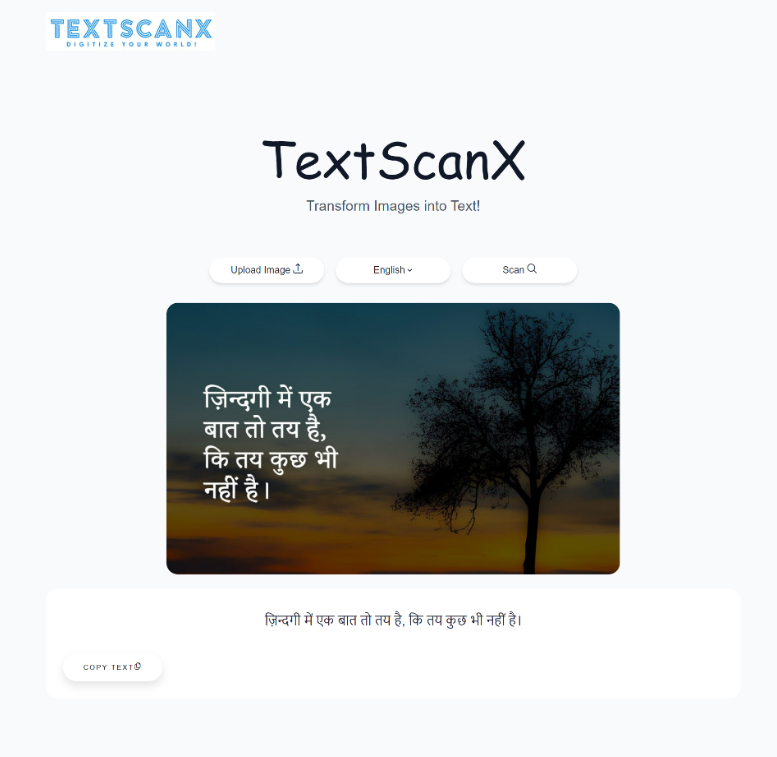 TEXTSCANX
DIGITIZE YOUR WORLD!
TextScanX
Transform Images into Text!
Upload Image
English
Scan
ज़िन्दगी में एक
बात तो तय है,
कि तय कुछ भी
नहीं है।
ज़िन्दगी में एक बात तो तय है, कि तय कुछ भी नहीं है।
COPY TEXT